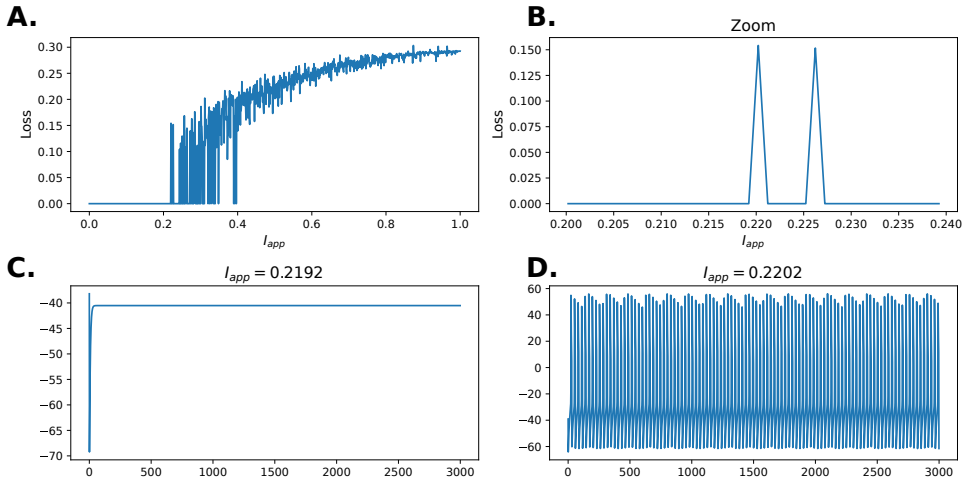 A.
0.30
0.25
0.20
0.15
0.10
0.05
0.00
Loss
0.0 0.2 0.4 0.6 0.8 1.0
I_app
B.
Zoom
0.150
0.125
0.100
0.075
0.050
0.025
0.000
Loss
0.200 0.205 0.210 0.215 0.220 0.225 0.230 0.235 0.240
I_app
C.
I_app = 0.2192
−40
−45
−50
−55
−60
−65
−70
0 500 1000 1500 2000 2500 3000
D.
I_app = 0.2202
60
40
20
0
−20
−40
−60
0 500 1000 1500 2000 2500 3000